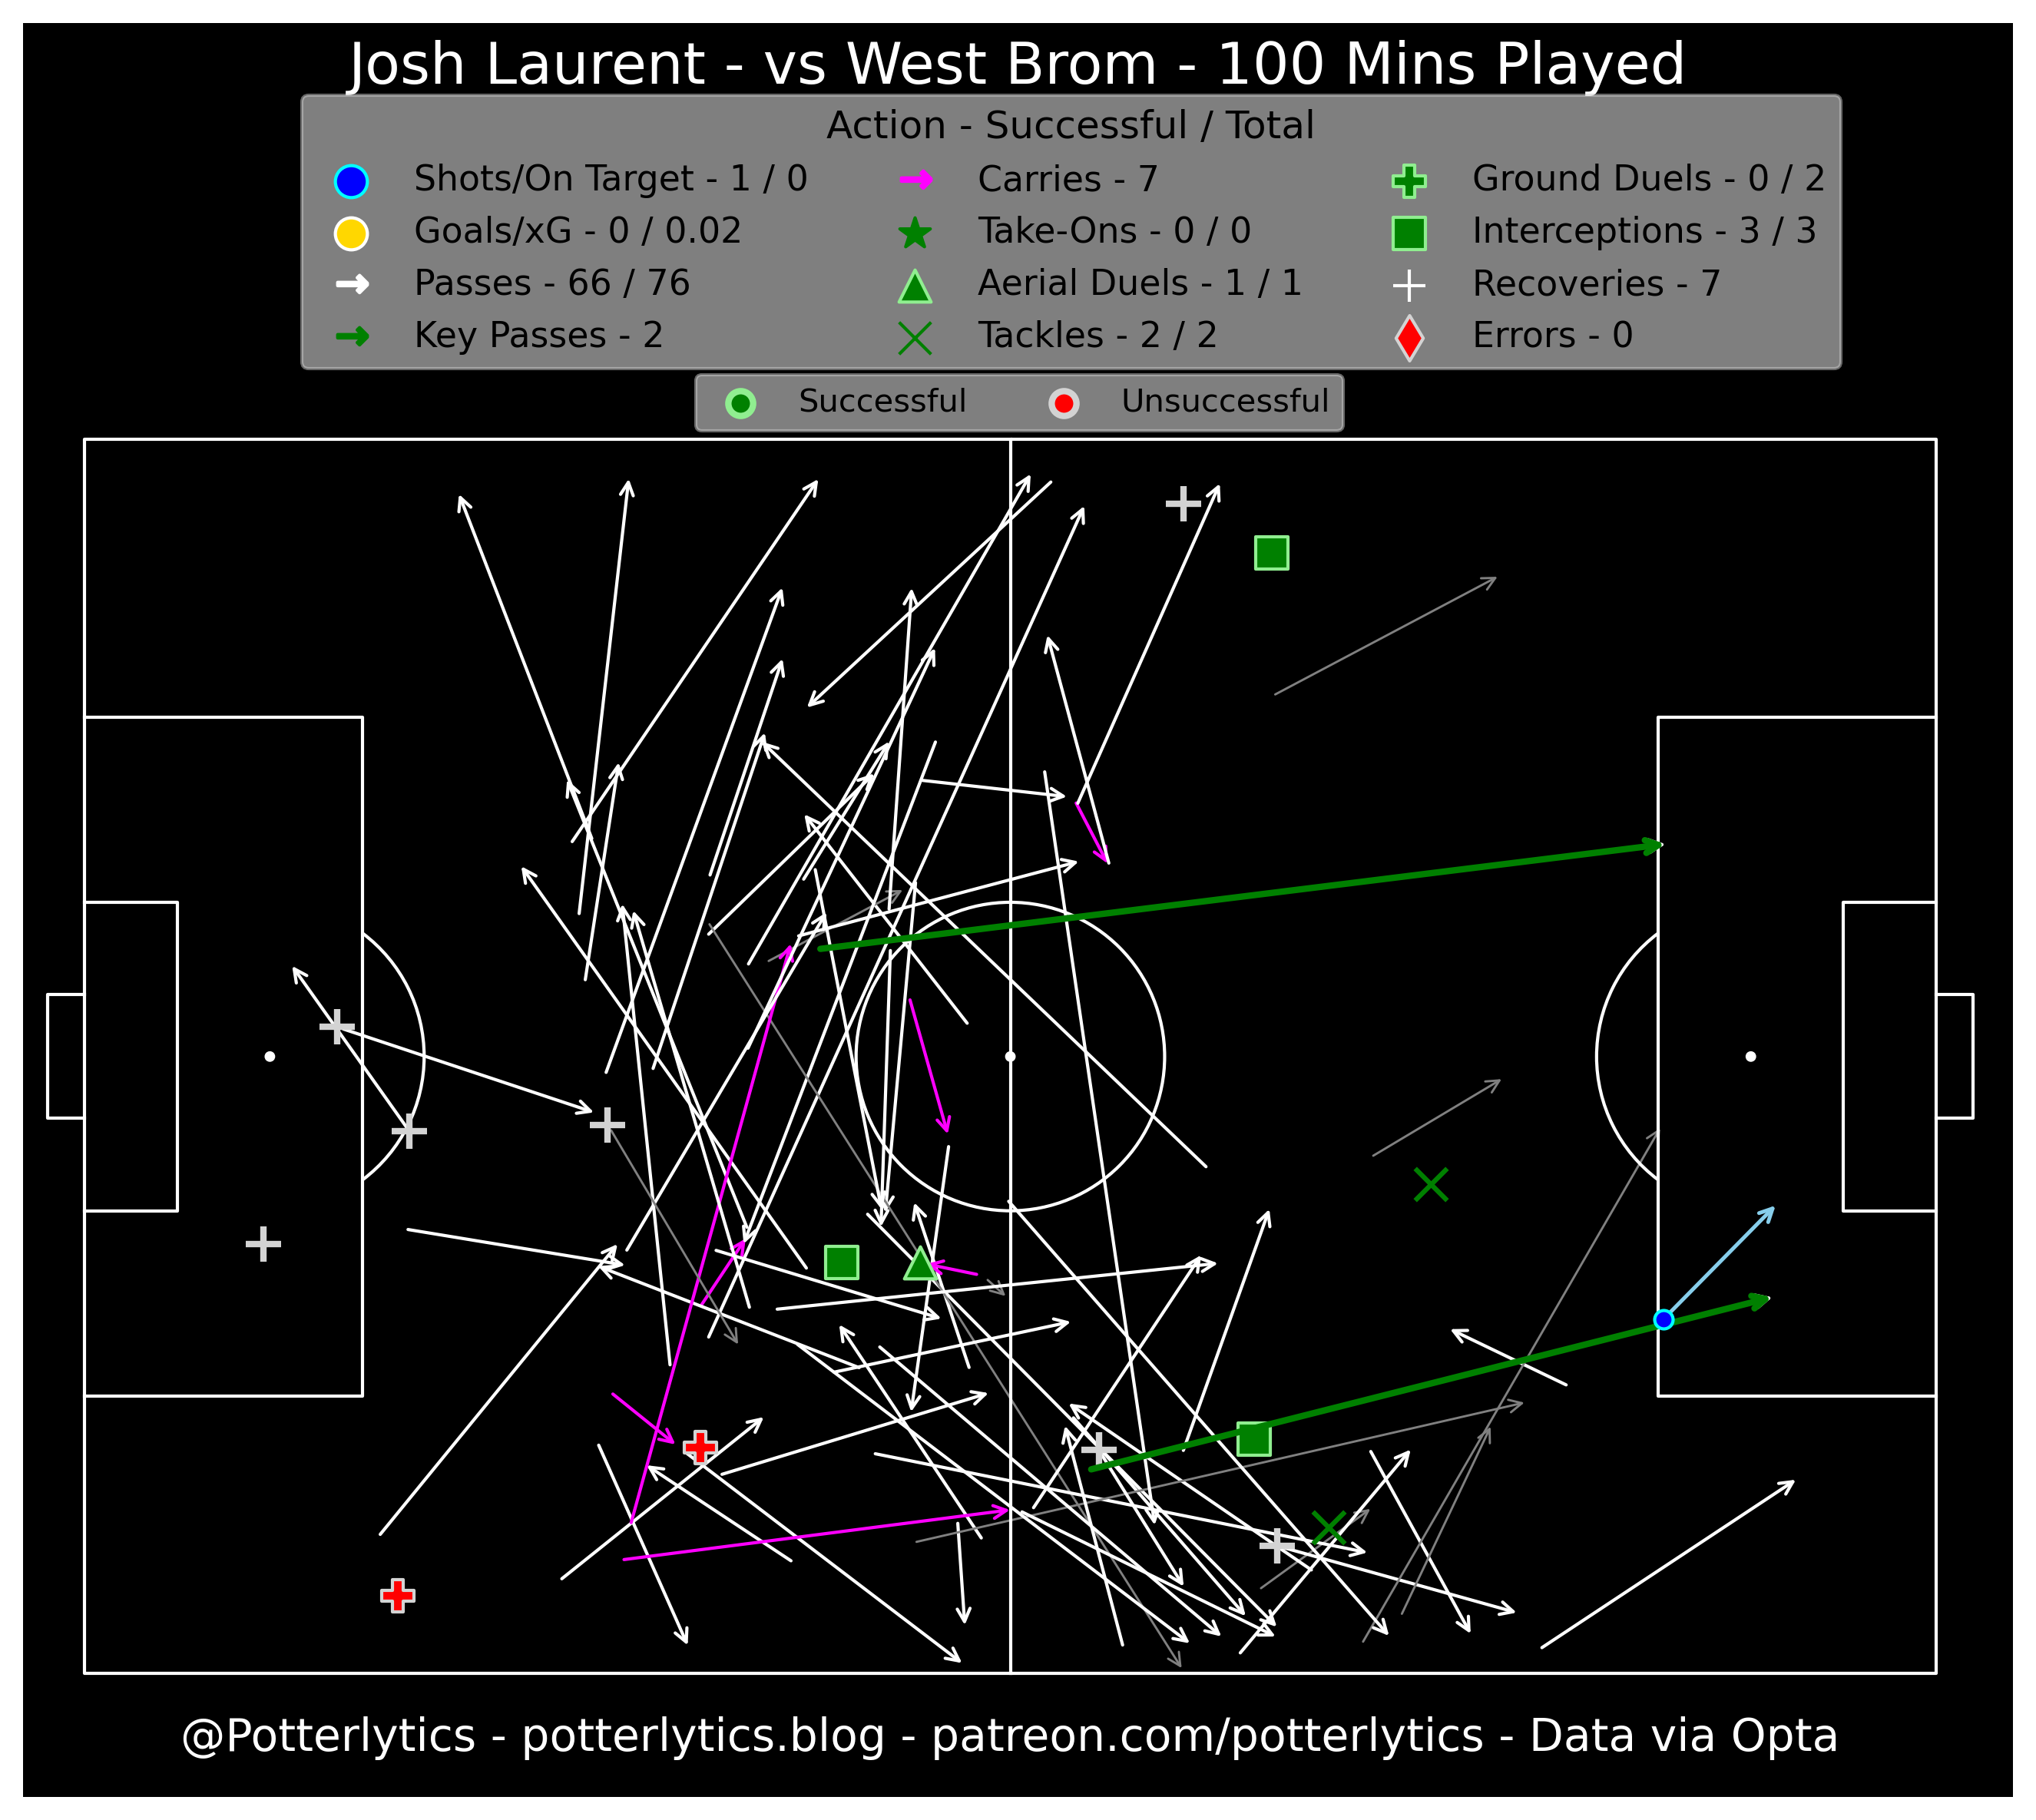 Josh Laurent - vs West Brom - 100 Mins Played
Action - Successful / Total
Shots/On Target - 1 / 0
Goals/xG - 0 / 0.02
Passes - 66 / 76
Key Passes - 2
Carries - 7
Take-Ons - 0 / 0
Aerial Duels - 1 / 1
Tackles - 2 / 2
Ground Duels - 0 / 2
Interceptions - 3 / 3
Recoveries - 7
Errors - 0
Successful
Unsuccessful
@Potterlytics - potterlytics.blog - patreon.com/potterlytics - Data via Opta